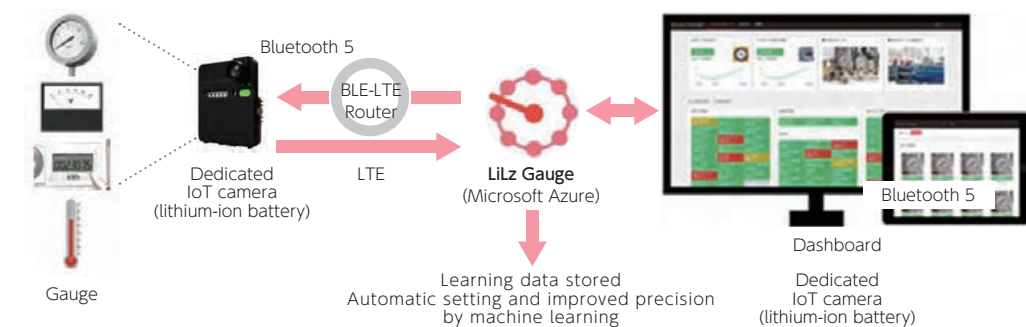 Bluetooth 5
BLE-LTE
Router
Dedicated
IoT camera
(lithium-ion battery)
LTE
LiLz Gauge
(Microsoft Azure)
Bluetooth 5
Dashboard
Dedicated
IoT camera
(lithium-ion battery)
Gauge
Learning data stored
Automatic setting and improved precision
by machine learning